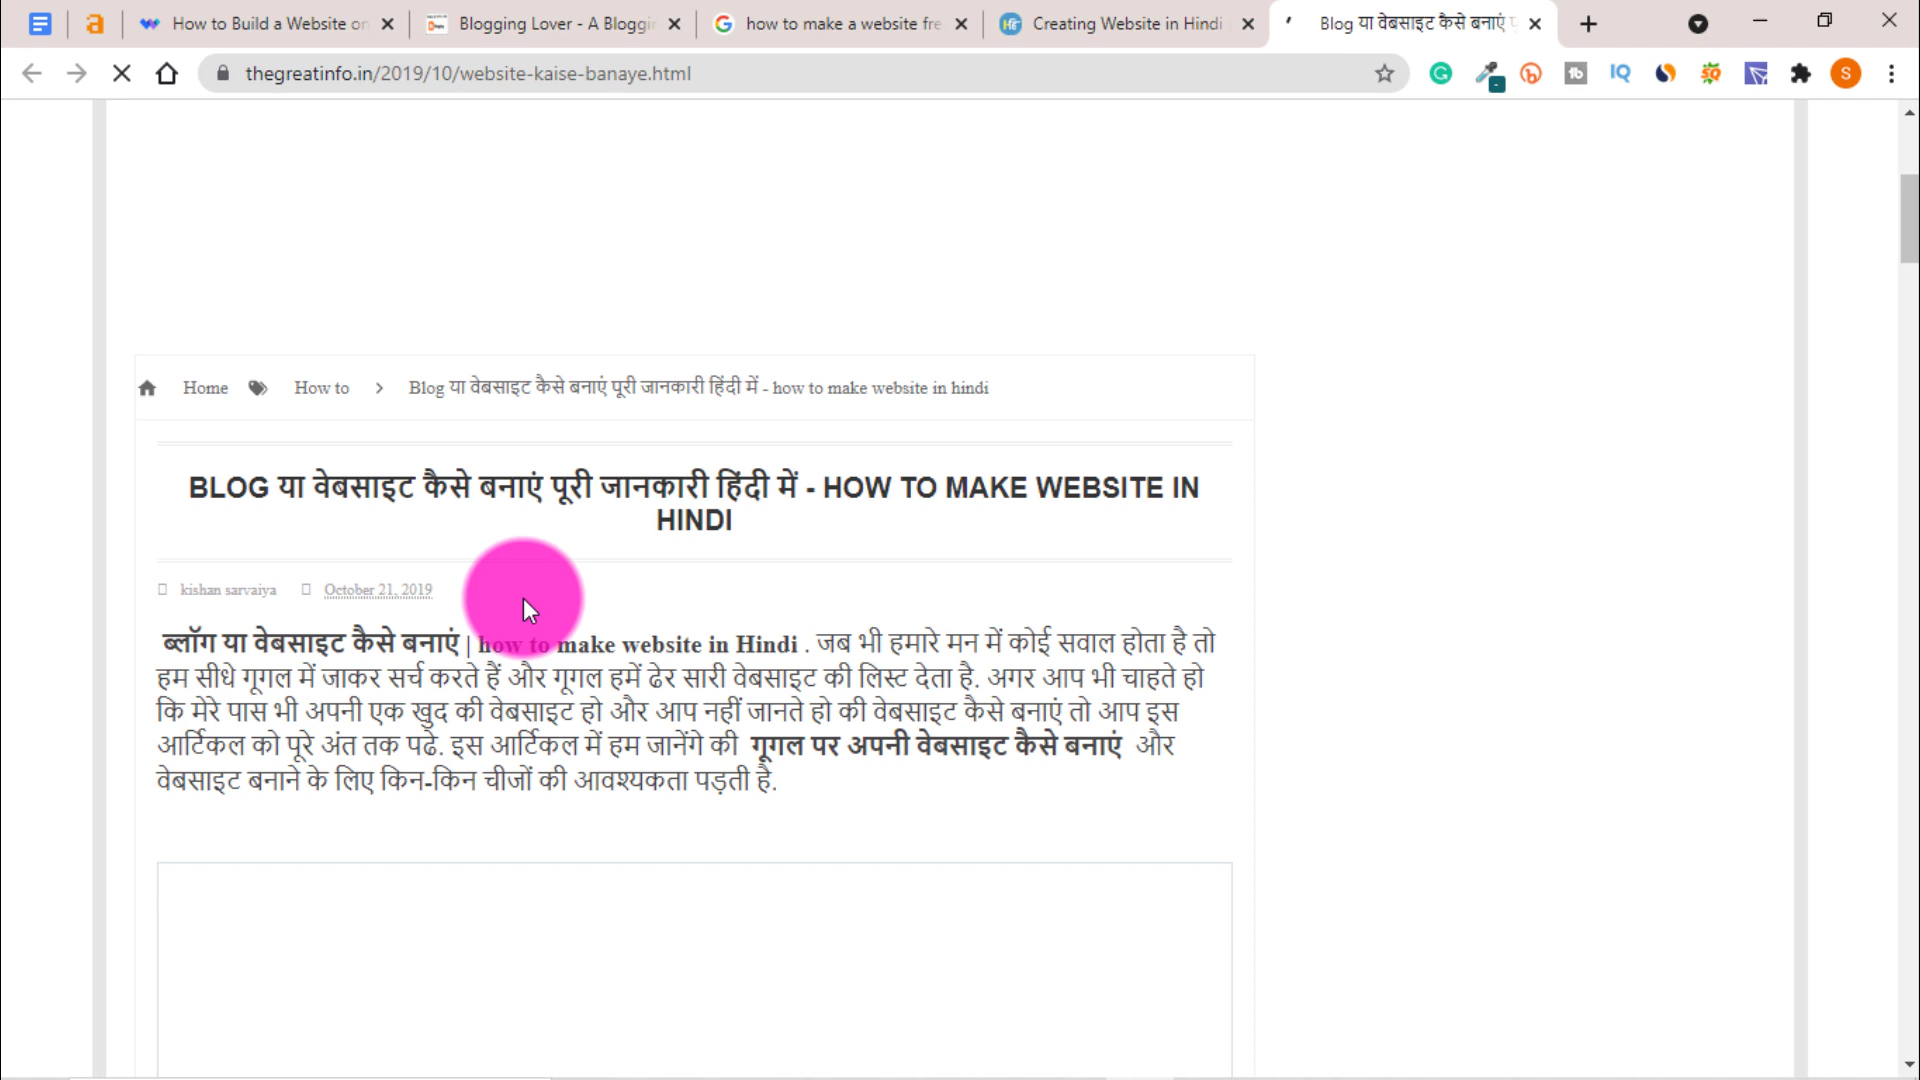 How to Build a Website on
Blogging Lover - A Bloggi
how to make a website fre
Creating Website in Hindi
Blog या वेबसाइट कैसे बनाएं
thegreatinfo.in/2019/10/website-kaise-banaye.html
Home How to > Blog या वेबसाइट कैसे बनाएं पूरी जानकारी हिंदी में - how to make website in hindi
BLOG या वेबसाइट कैसे बनाएं पूरी जानकारी हिंदी में - HOW TO MAKE WEBSITE IN
HINDI
kishan sarvaiya October 21, 2019
ब्लॉग या वेबसाइट कैसे बनाएं | how to make website in Hindi . जब भी हमारे मन में कोई सवाल होता है तो
हम सीधे गूगल में जाकर सर्च करते हैं और गूगल हमें ढेर सारी वेबसाइट की लिस्ट देता है. अगर आप भी चाहते हो
कि मेरे पास भी अपनी एक खुद की वेबसाइट हो और आप नहीं जानते हो की वेबसाइट कैसे बनाएं तो आप इस
आर्टिकल को पूरे अंत तक पढे. इस आर्टिकल में हम जानेंगे की गूगल पर अपनी वेबसाइट कैसे बनाएं और
वेबसाइट बनाने के लिए किन-किन चीजों की आवश्यकता पड़ती है.